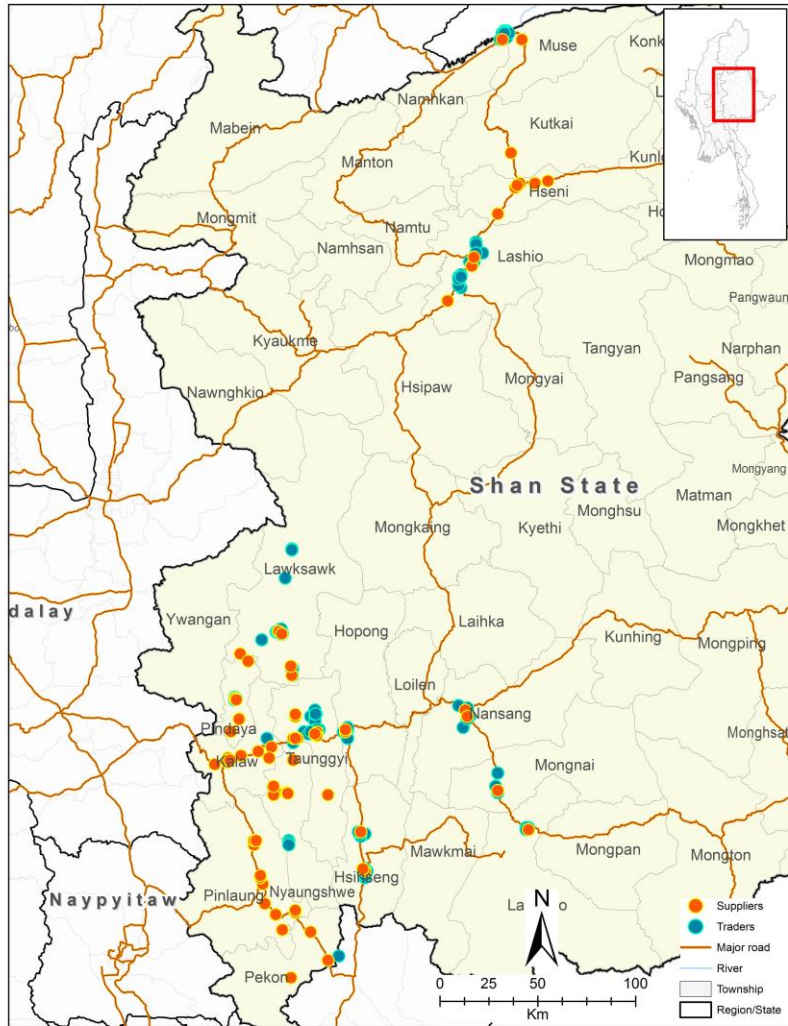 Muse
Konk
Namhkan
Mabein
Kutkai
Manton
Kunlo
Hseni
Mongmit
Namtu
Ho
Namhsan
Lashio
Mongmao
Pangwaun
Kyaukme
Tangyan
Narphan
Nawnghkio
Hsipaw
Mongyai
Pangsang
Mongyang
Shan State
Matman
Monghsu
Mongkaing
Kyethi
Mongkhet
Lawksawk
Ywangan
dalay
Hopong
Laihka
Kunhing
Mongping
Loilen
Nansang
Pindaya
Monghsat
Kalaw
Taunggyi
Mongnai
Mawkmai
Mongpan
Mongton
Hsihseng
Naypyitaw
Pinlaung
Nyaungshwe
N
Pekon
Suppliers
Traders
Major road
River
Township
Region/State
0 25 50 100
Km